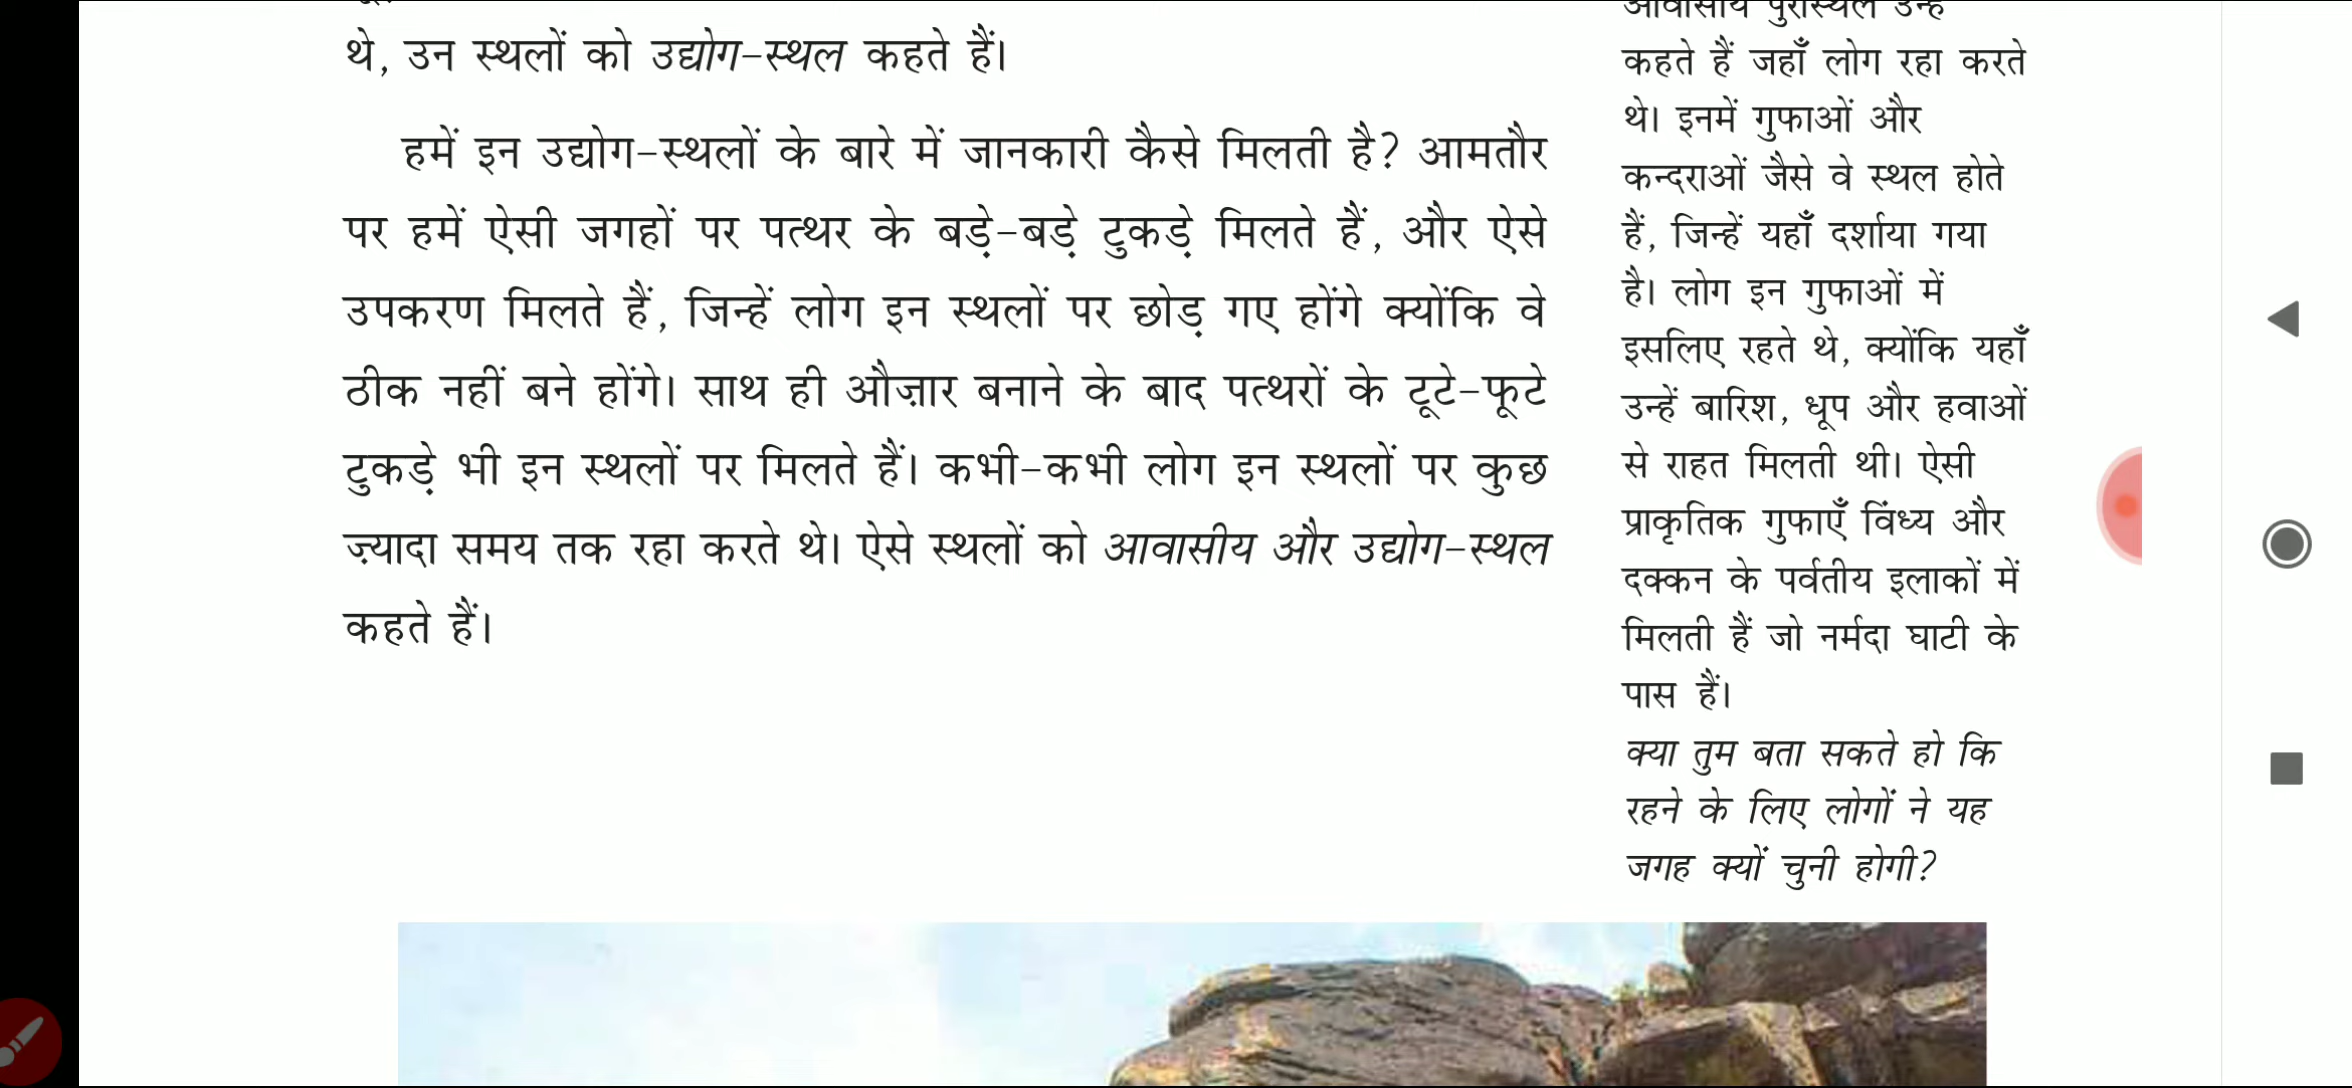 थे, उन स्थलों को उद्योग-स्थल कहते हैं।
हमें इन उद्योग-स्थलों के बारे में जानकारी कैसे मिलती है? आमतौर
पर हमें ऐसी जगहों पर पत्थर के बड़े-बड़े टुकड़े मिलते हैं, और ऐसे
उपकरण मिलते हैं, जिन्हें लोग इन स्थलों पर छोड़ गए होंगे क्योंकि वे
ठीक नहीं बने होंगे। साथ ही औज़ार बनाने के बाद पत्थरों के टूटे-फूटे
टुकड़े भी इन स्थलों पर मिलते हैं। कभी-कभी लोग इन स्थलों पर कुछ
ज़्यादा समय तक रहा करते थे। ऐसे स्थलों को आवासीय और उद्योग-स्थल
कहते हैं।
आवासीय पुरास्थल उन्हें
कहते हैं जहाँ लोग रहा करते
थे। इनमें गुफाओं और
कन्दराओं जैसे वे स्थल होते
हैं, जिन्हें यहाँ दर्शाया गया
है। लोग इन गुफाओं में
इसलिए रहते थे, क्योंकि यहाँ
उन्हें बारिश, धूप और हवाओं
से राहत मिलती थी। ऐसी
प्राकृतिक गुफाएँ विंध्य और
दक्कन के पर्वतीय इलाकों में
मिलती हैं जो नर्मदा घाटी के
पास हैं।
क्या तुम बता सकते हो कि
रहने के लिए लोगों ने यह
जगह क्यों चुनी होगी?